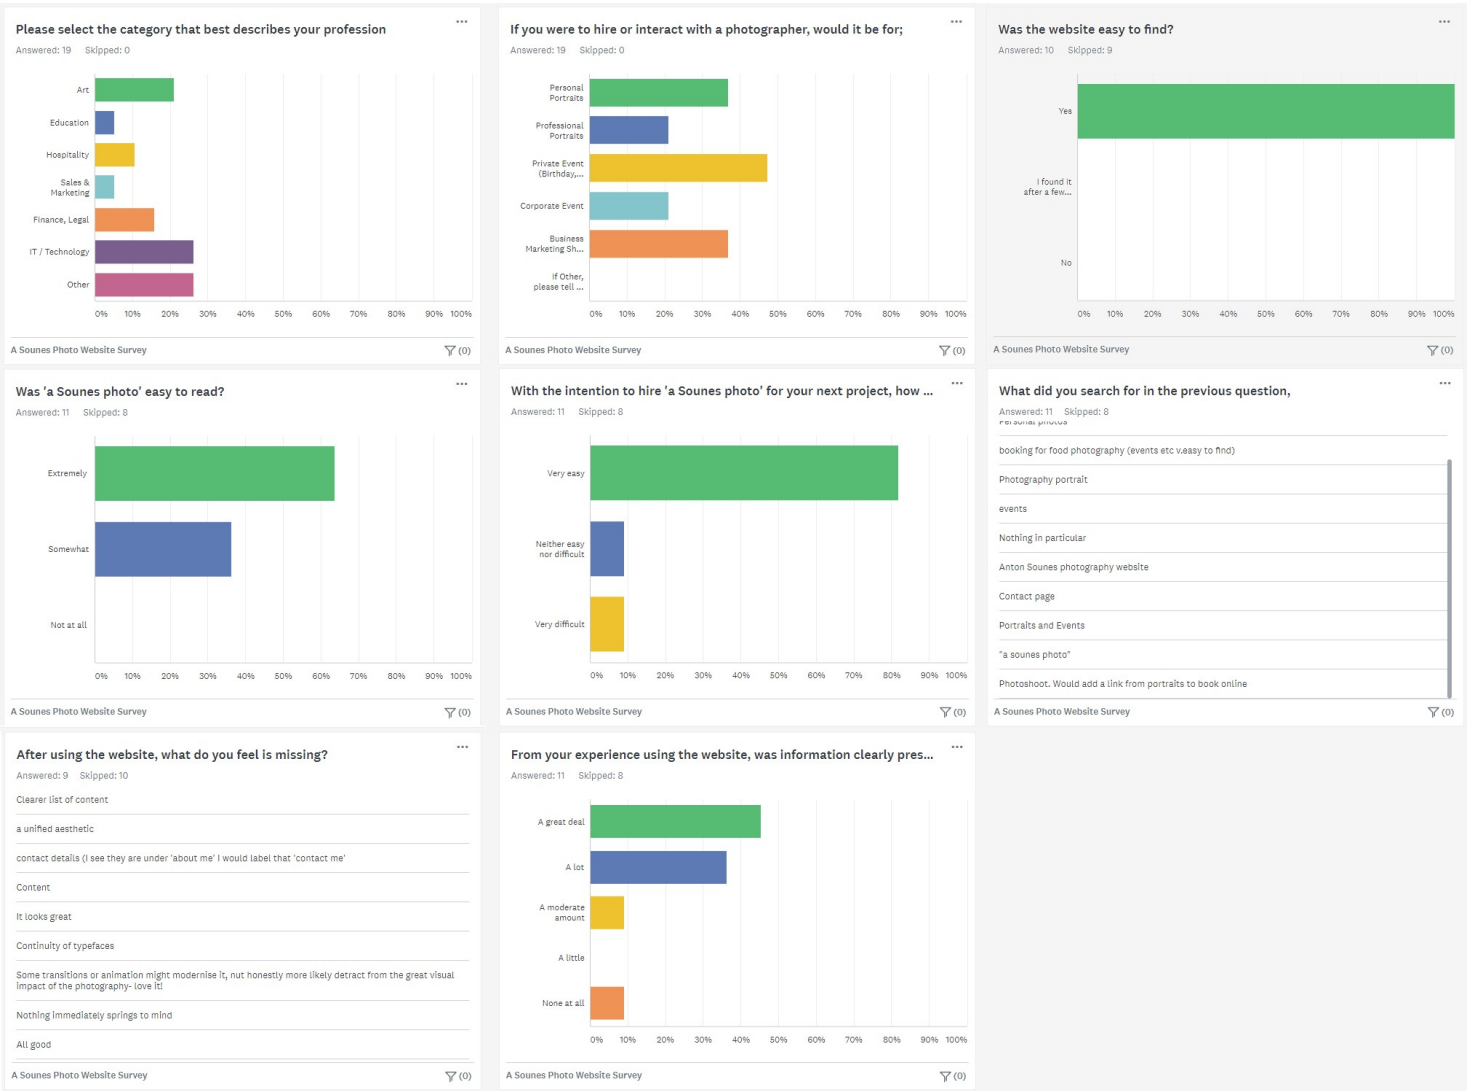 Please select the category that best describes your profession
Answered: 19 Skipped: 0
Art
Education
Hospitality
Sales &
Marketing
Finance, Legal
IT / Technology
Other
0% 10% 20% 30% 40% 50% 60% 70% 80% 90% 100%
A Sounes Photo Website Survey
(0)
If you were to hire or interact with a photographer, would it be for;
Answered: 19 Skipped: 0
Personal
Portraits
Professional
Portraits
Private Event
(Birthday,...
Corporate Event
Business
Marketing Sh...
If Other,
please tell ...
0% 10% 20% 30% 40% 50% 60% 70% 80% 90% 100%
A Sounes Photo Website Survey
(0)
Was the website easy to find?
Answered: 10 Skipped: 9
Yes
I found it
after a few...
No
0% 10% 20% 30% 40% 50% 60% 70% 80% 90% 100%
A Sounes Photo Website Survey
(0)
Was 'a Sounes photo' easy to read?
Answered: 11 Skipped: 8
Extremely
Somewhat
Not at all
0% 10% 20% 30% 40% 50% 60% 70% 80% 90% 100%
A Sounes Photo Website Survey
(0)
With the intention to hire 'a Sounes photo' for your next project, how ...
Answered: 11 Skipped: 8
Very easy
Neither easy
nor difficult
Very difficult
0% 10% 20% 30% 40% 50% 60% 70% 80% 90% 100%
A Sounes Photo Website Survey
(0)
What did you search for in the previous question,
Answered: 11 Skipped: 8
Personal photos
booking for food photography (events etc v.easy to find)
Photography portrait
events
Nothing in particular
Anton Sounes photography website
Contact page
Portraits and Events
"a sounes photo"
Photoshoot. Would add a link from portraits to book online
A Sounes Photo Website Survey
(0)
After using the website, what do you feel is missing?
Answered: 9 Skipped: 10
Clearer list of content
a unified aesthetic
contact details (I see they are under 'about me' I would label that 'contact me'
Content
It looks great
Continuity of typefaces
Some transitions or animation might modernise it, nut honestly more likely detract from the great visual
impact of the photography- love it!
Nothing immediately springs to mind
All good
A Sounes Photo Website Survey
(0)
From your experience using the website, was information clearly pres...
Answered: 11 Skipped: 8
A great deal
A lot
A moderate
amount
A little
None at all
0% 10% 20% 30% 40% 50% 60% 70% 80% 90% 100%
A Sounes Photo Website Survey
(0)